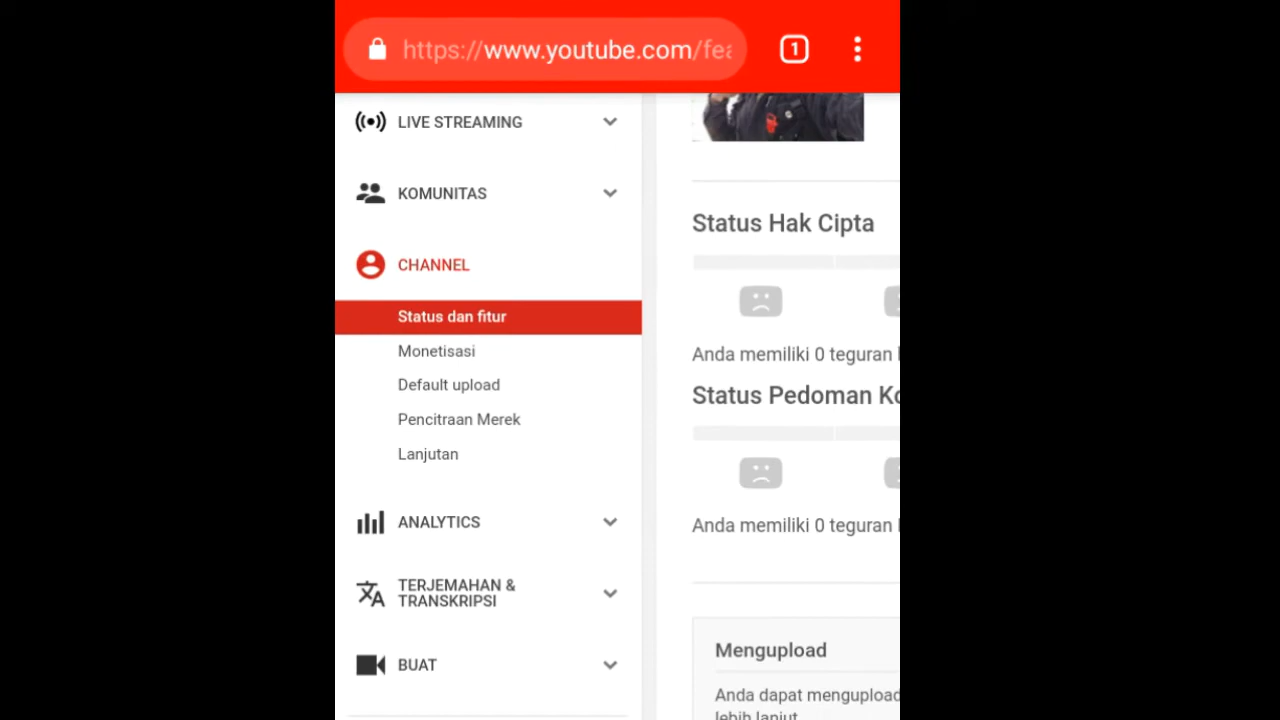 https://www.youtube.com/fea
1
LIVE STREAMING
KOMUNITAS
CHANNEL
Status dan fitur
Monetisasi
Default upload
Pencitraan Merek
Lanjutan
ANALYTICS
TERJEMAHAN &
TRANSKRIPSI
BUAT
Status Hak Cipta
Anda memiliki 0 teguran
Status Pedoman Ko
Anda memiliki 0 teguran
Mengupload
Anda dapat mengupload
lebih lanjut